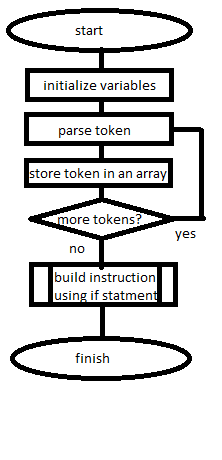 start
initialize variables
parse token
store token in an array
more tokens?
yes
no
build instruction
using if statment
finish